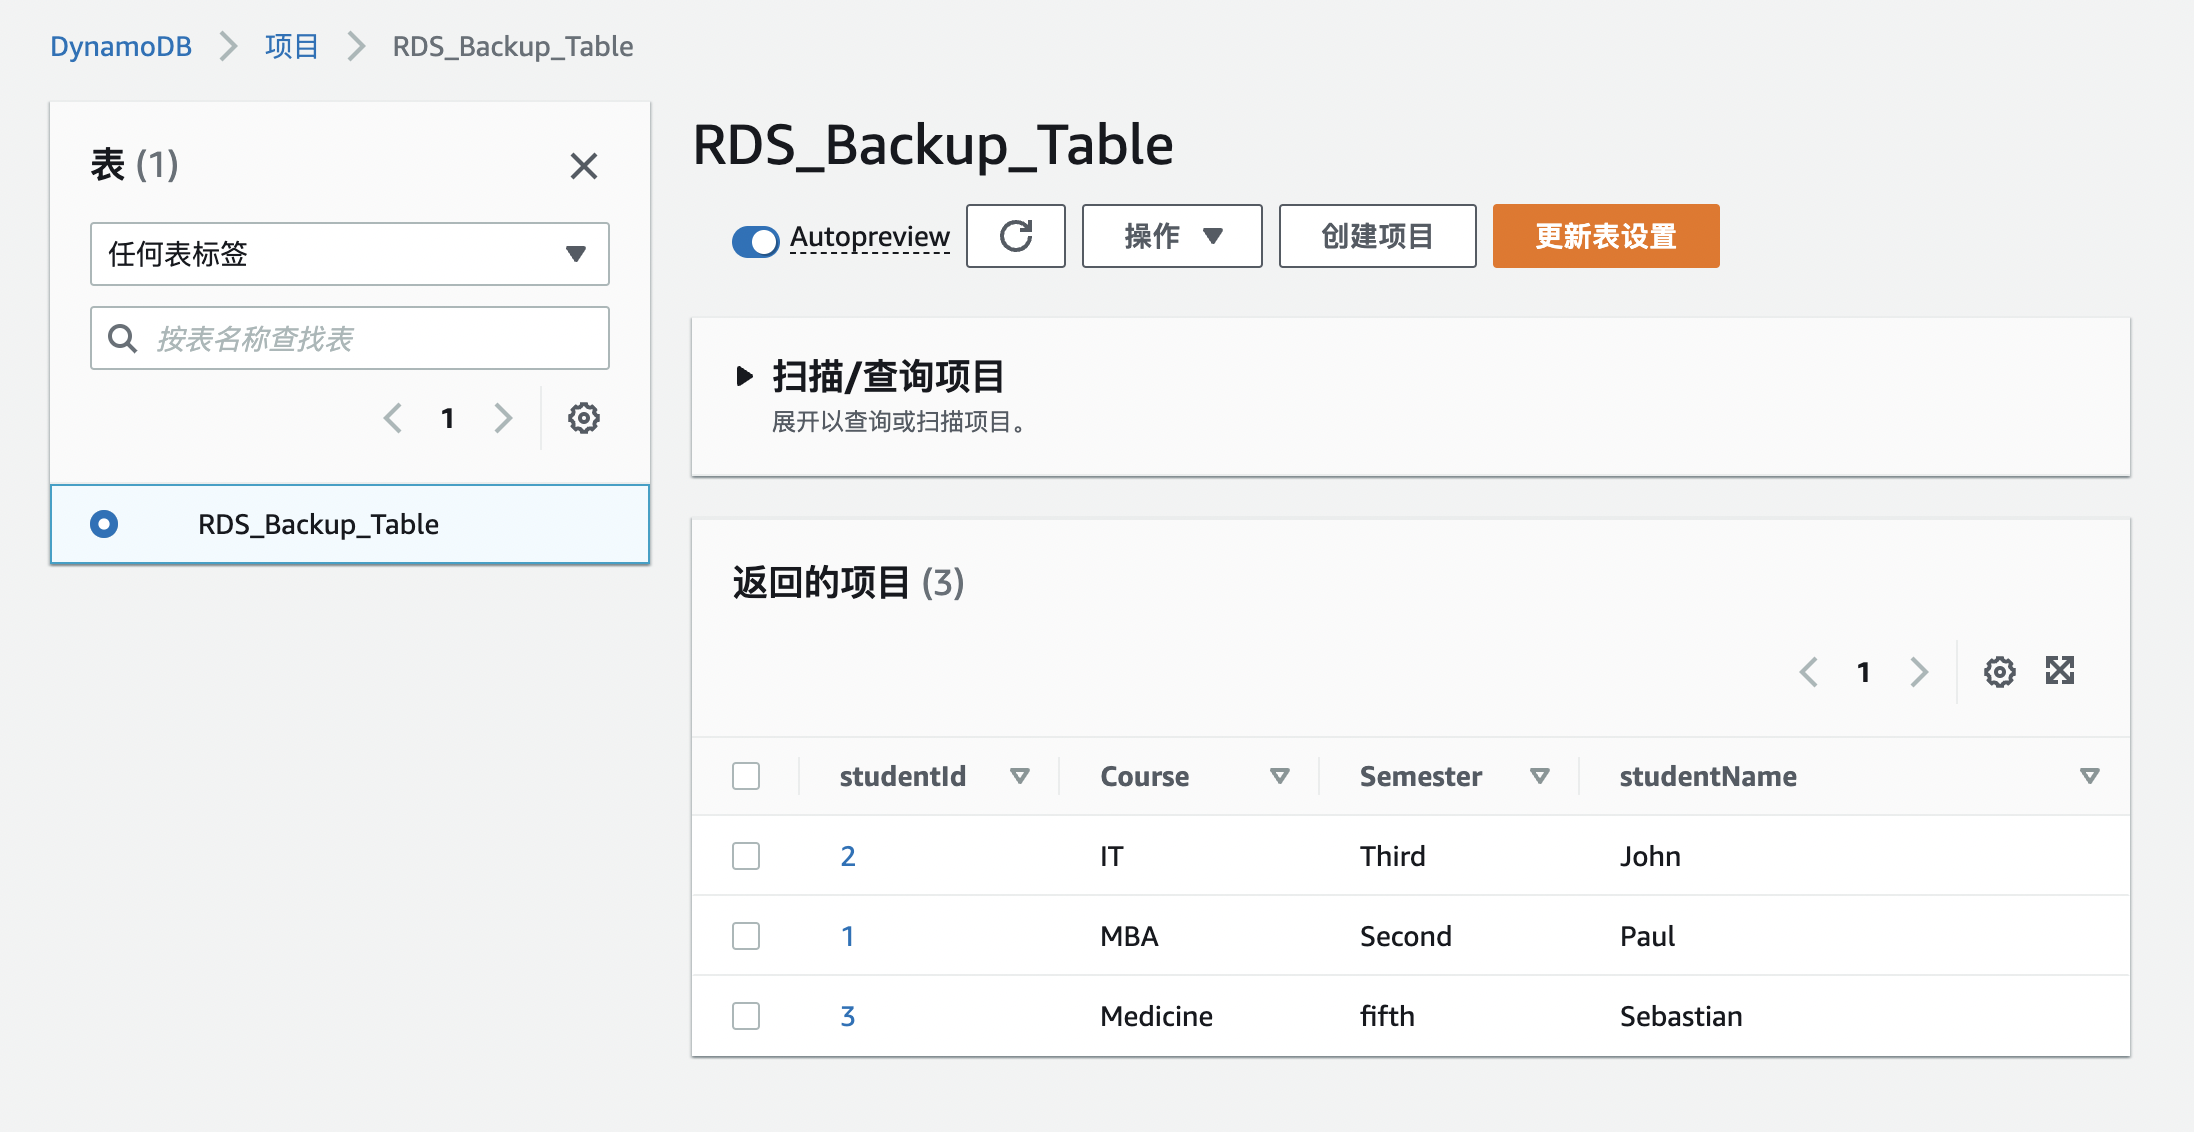 DynamoDB 项目 RDS_Backup_Table
表 (1)
任何表标签
按表名称查找表
1
RDS_Backup_Table
RDS_Backup_Table
Autopreview 操作 创建项目 更新表设置
扫描/查询项目
展开以查询或扫描项目。
返回的项目 (3)
1
studentId Course Semester studentName
2 IT Third John
1 MBA Second Paul
3 Medicine fifth Sebastian